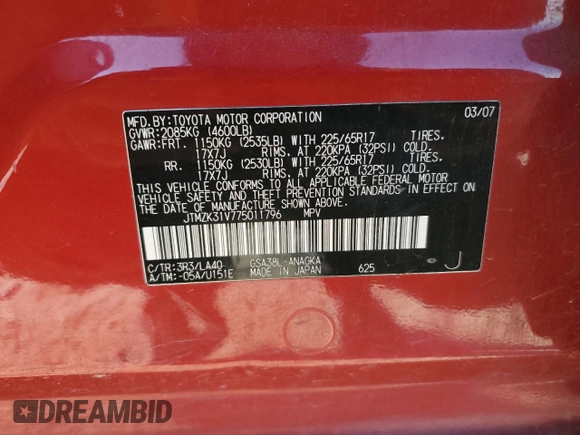 MFD.BY:TOYOTA MOTOR CORPORATION 03/07
GVWR:2085KG (4600LB)
GAWR:FRT. 1150KG (2535LB) WITH 225/65R17 TIRES.
17X7J RIMS. AT 220KPA (32PSI) COLD.
RR. 1150KG (2530LB) WITH 225/65R17 TIRES.
17X7J RIMS. AT 220KPA (32PSI) COLD.
THIS VEHICLE CONFORMS TO ALL APPLICABLE FEDERAL MOTOR
VEHICLE SAFETY AND THEFT PREVENTION STANDARDS IN EFFECT ON
THE DATE OF MANUFACTURE SHOWN ABOVE.
JTMZK31V775011796 MPV
C/TR:3R3/LA40 GSA38L-ANAGKA
A/TM:-05A/U151E MADE IN JAPAN 625
J
DREAMBID